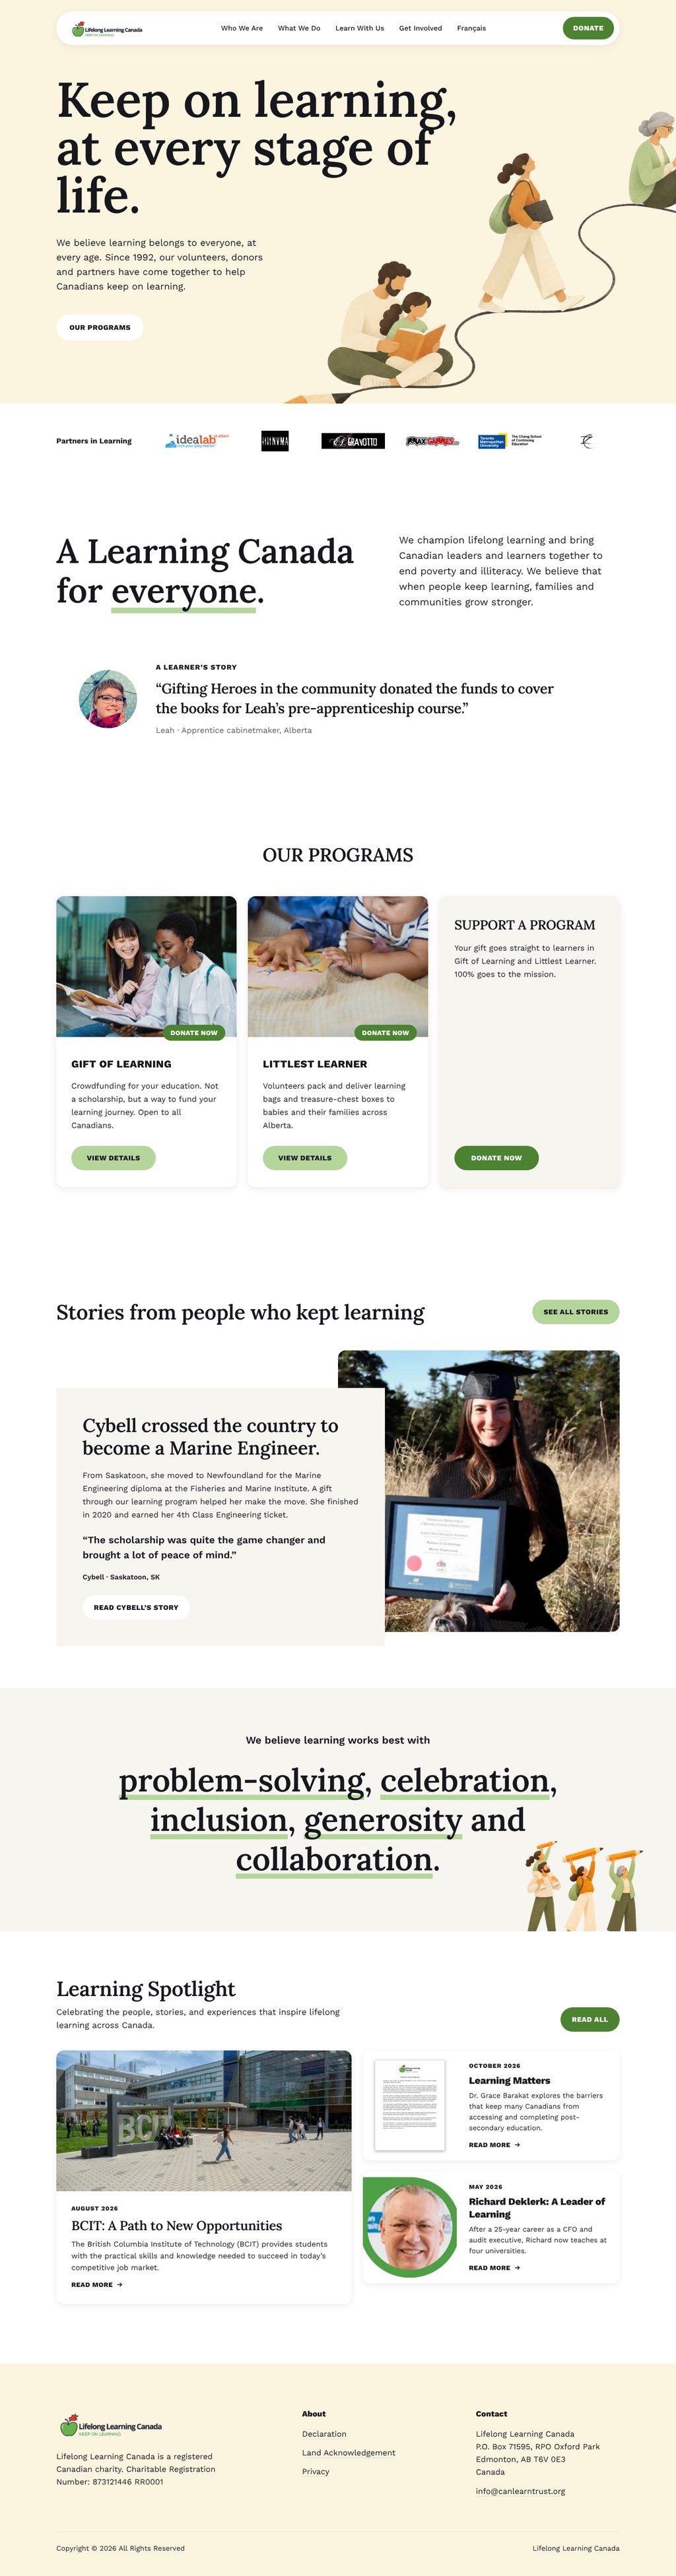 Lifelong Learning Canada
KEEP ON LEARNING
Who We Are
What We Do
Learn With Us
Get Involved
Français
DONATE
Keep on learning,
at every stage of
life.
We believe learning belongs to everyone, at
every age. Since 1992, our volunteers, donors
and partners have come together to help
Canadians keep on learning.
OUR PROGRAMS
Partners in Learning
idealab
GRAVOTTO
Toronto
Metropolitan
University
The Chang School
of Continuing
Education
A Learning Canada
for everyone.
We champion lifelong learning and bring
Canadian leaders and learners together to
end poverty and illiteracy. We believe that
when people keep learning, families and
communities grow stronger.
A LEARNER'S STORY
“Gifting Heroes in the community donated the funds to cover
the books for Leah’s pre-apprenticeship course.”
Leah · Apprentice cabinetmaker, Alberta
OUR PROGRAMS
DONATE NOW
GIFT OF LEARNING
Crowdfunding for your education. Not
a scholarship, but a way to fund your
learning journey. Open to all
Canadians.
VIEW DETAILS
DONATE NOW
LITTLEST LEARNER
Volunteers pack and deliver learning
bags and treasure-chest boxes to
babies and their families across
Alberta.
VIEW DETAILS
SUPPORT A PROGRAM
Your gift goes straight to learners in
Gift of Learning and Littlest Learner.
100% goes to the mission.
DONATE NOW
Stories from people who kept learning
SEE ALL STORIES
Cybell crossed the country to
become a Marine Engineer.
From Saskatoon, she moved to Newfoundland for the Marine
Engineering diploma at the Fisheries and Marine Institute. A gift
through our learning program helped her make the move. She finished
in 2020 and earned her 4th Class Engineering ticket.
“The scholarship was quite the game changer and
brought a lot of peace of mind.”
Cybell · Saskatoon, SK
READ CYBELL’S STORY
We believe learning works best with
problem-solving, celebration,
inclusion, generosity and
collaboration.
Learning Spotlight
Celebrating the people, stories, and experiences that inspire lifelong
learning across Canada.
READ ALL
BCIT
AUGUST 2026
BCIT: A Path to New Opportunities
The British Columbia Institute of Technology (BCIT) provides students
with the practical skills and knowledge needed to succeed in today’s
competitive job market.
READ MORE →
OCTOBER 2026
Learning Matters
Dr. Grace Barakat explores the barriers
that keep many Canadians from
accessing and completing post-
secondary education.
READ MORE →
MAY 2026
Richard Deklerk: A Leader of
Learning
After a 25-year career as a CFO and
audit executive, Richard now teaches at
four universities.
READ MORE →
Lifelong Learning Canada
KEEP ON LEARNING
Lifelong Learning Canada is a registered
Canadian charity. Charitable Registration
Number: 873121446 RR0001
About
Declaration
Land Acknowledgement
Privacy
Contact
Lifelong Learning Canada
P.O. Box 71595, RPO Oxford Park
Edmonton, AB T6V 0E3
Canada
info@canlearntrust.org
Copyright © 2026 All Rights Reserved
Lifelong Learning Canada